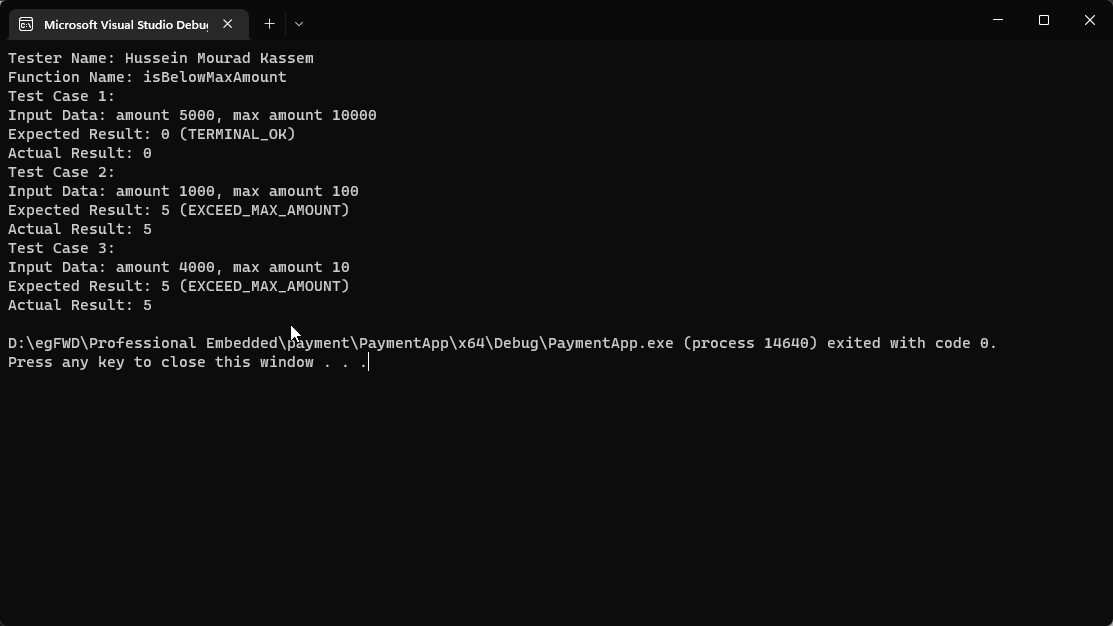 Microsoft Visual Studio Debug
Tester Name: Hussein Mourad Kassem
Function Name: isBelowMaxAmount
Test Case 1:
Input Data: amount 5000, max amount 10000
Expected Result: 0 (TERMINAL_OK)
Actual Result: 0
Test Case 2:
Input Data: amount 1000, max amount 100
Expected Result: 5 (EXCEED_MAX_AMOUNT)
Actual Result: 5
Test Case 3:
Input Data: amount 4000, max amount 10
Expected Result: 5 (EXCEED_MAX_AMOUNT)
Actual Result: 5
D:\egFWD\Professional Embedded\payment\PaymentApp\x64\Debug\PaymentApp.exe (process 14640) exited with code 0.
Press any key to close this window . . .